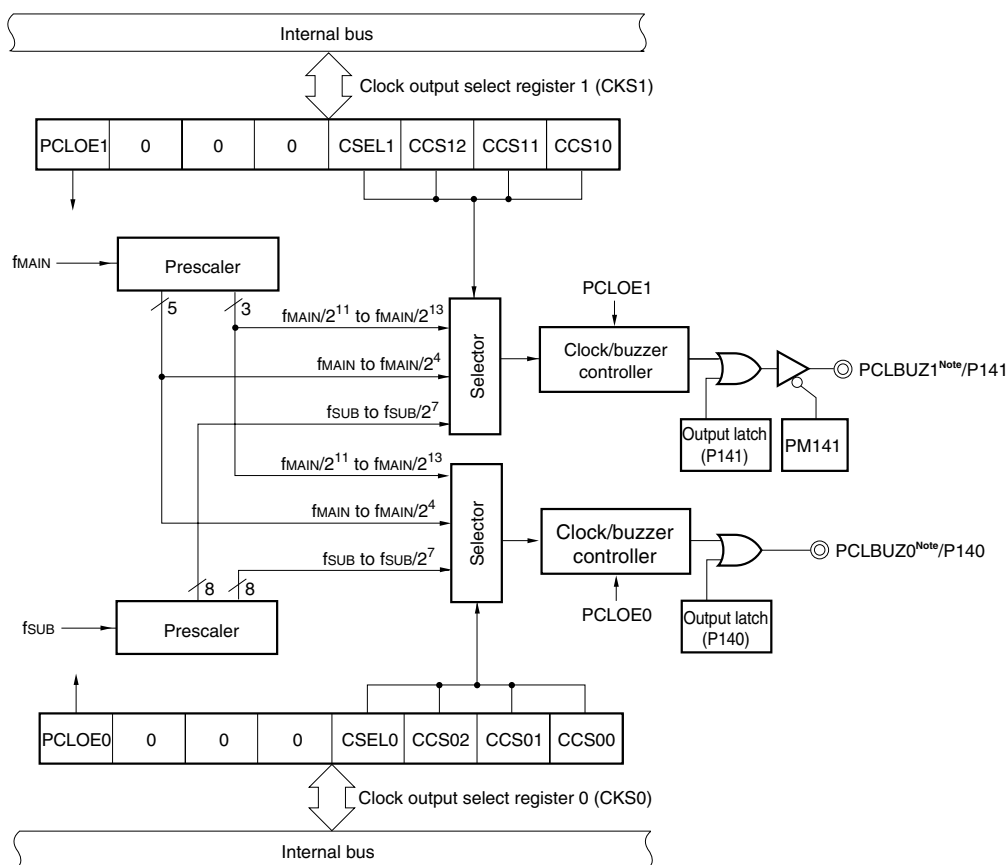 Internal bus
Clock output select register 1 (CKS1)
PCLOE1 0 0 0 CSEL1 CCS12 CCS11 CCS10
fMAIN
Prescaler
5 3
PCLOE1
fMAIN/2^11 to fMAIN/2^13
fMAIN to fMAIN/2^4
fSUB to fSUB/2^7
Selector
Clock/buzzer
controller
PCLBUZ1^Note/P141
Output latch
(P141)
PM141
fMAIN/2^11 to fMAIN/2^13
fMAIN to fMAIN/2^4
fSUB to fSUB/2^7
Selector
Clock/buzzer
controller
PCLBUZ0^Note/P140
8 8
PCLOE0
Output latch
(P140)
fSUB
Prescaler
PCLOE0 0 0 0 CSEL0 CCS02 CCS01 CCS00
Clock output select register 0 (CKS0)
Internal bus